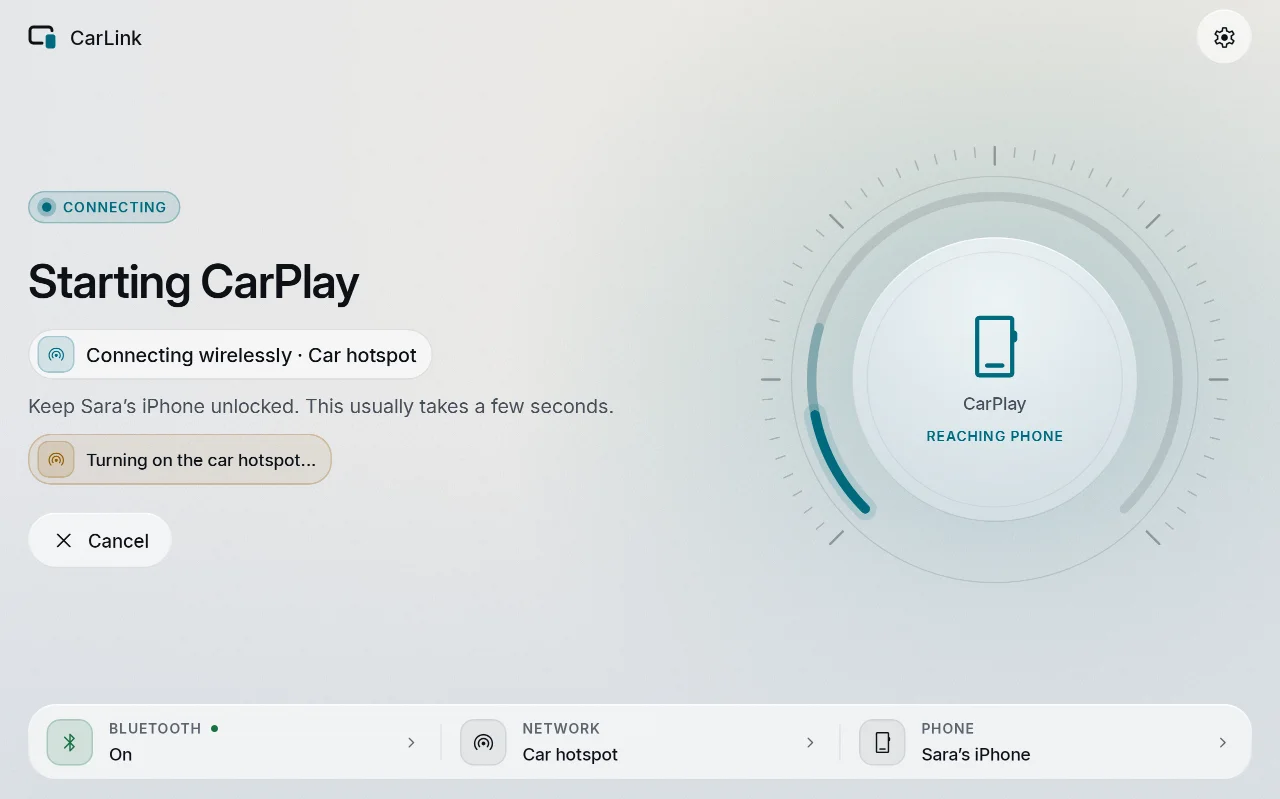 CarLink
CONNECTING
Starting CarPlay
Connecting wirelessly · Car hotspot
Keep Sara’s iPhone unlocked. This usually takes a few seconds.
Turning on the car hotspot…
Cancel
CarPlay
REACHING PHONE
BLUETOOTH
On
NETWORK
Car hotspot
PHONE
Sara’s iPhone